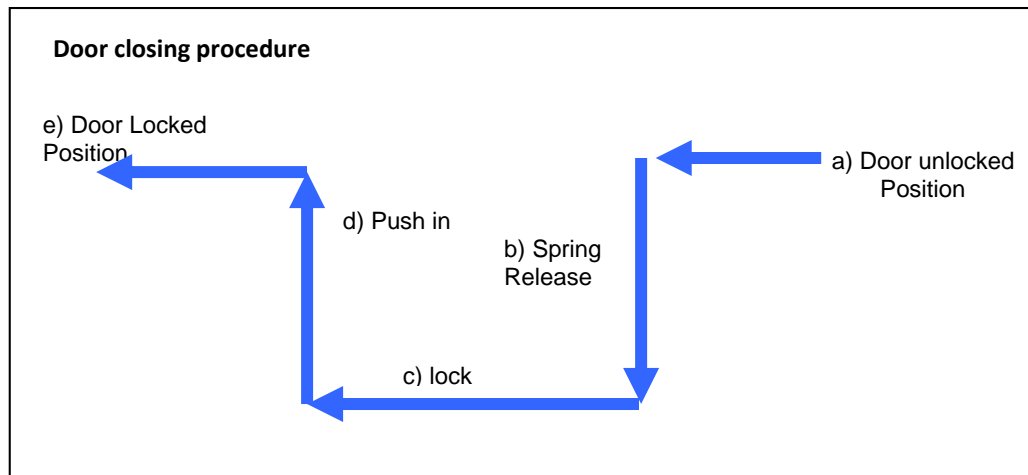 Door closing procedure
e) Door Locked
Position
a) Door unlocked
Position
d) Push in
b) Spring
Release
c) lock